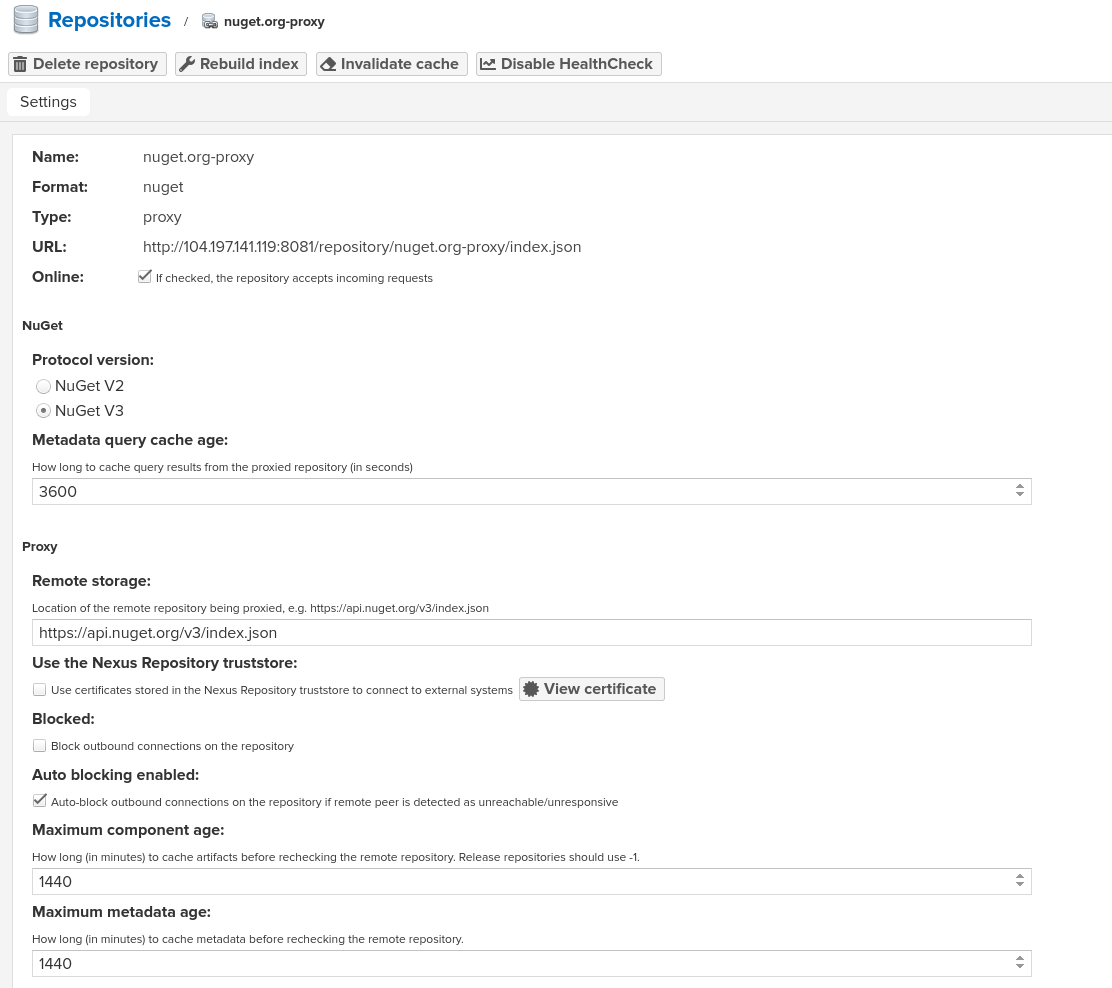 Repositories / nuget.org-proxy
Delete repository Rebuild index Invalidate cache Disable HealthCheck
Settings
Name: nuget.org-proxy
Format: nuget
Type: proxy
URL: http://104.197.141.119:8081/repository/nuget.org-proxy/index.json
Online: If checked, the repository accepts incoming requests
NuGet
Protocol version:
NuGet V2
NuGet V3
Metadata query cache age:
How long to cache query results from the proxied repository (in seconds)
3600
Proxy
Remote storage:
Location of the remote repository being proxied, e.g. https://api.nuget.org/v3/index.json
https://api.nuget.org/v3/index.json
Use the Nexus Repository truststore:
Use certificates stored in the Nexus Repository truststore to connect to external systems View certificate
Blocked:
Block outbound connections on the repository
Auto blocking enabled:
Auto-block outbound connections on the repository if remote peer is detected as unreachable/unresponsive
Maximum component age:
How long (in minutes) to cache artifacts before rechecking the remote repository. Release repositories should use -1.
1440
Maximum metadata age:
How long (in minutes) to cache metadata before rechecking the remote repository.
1440